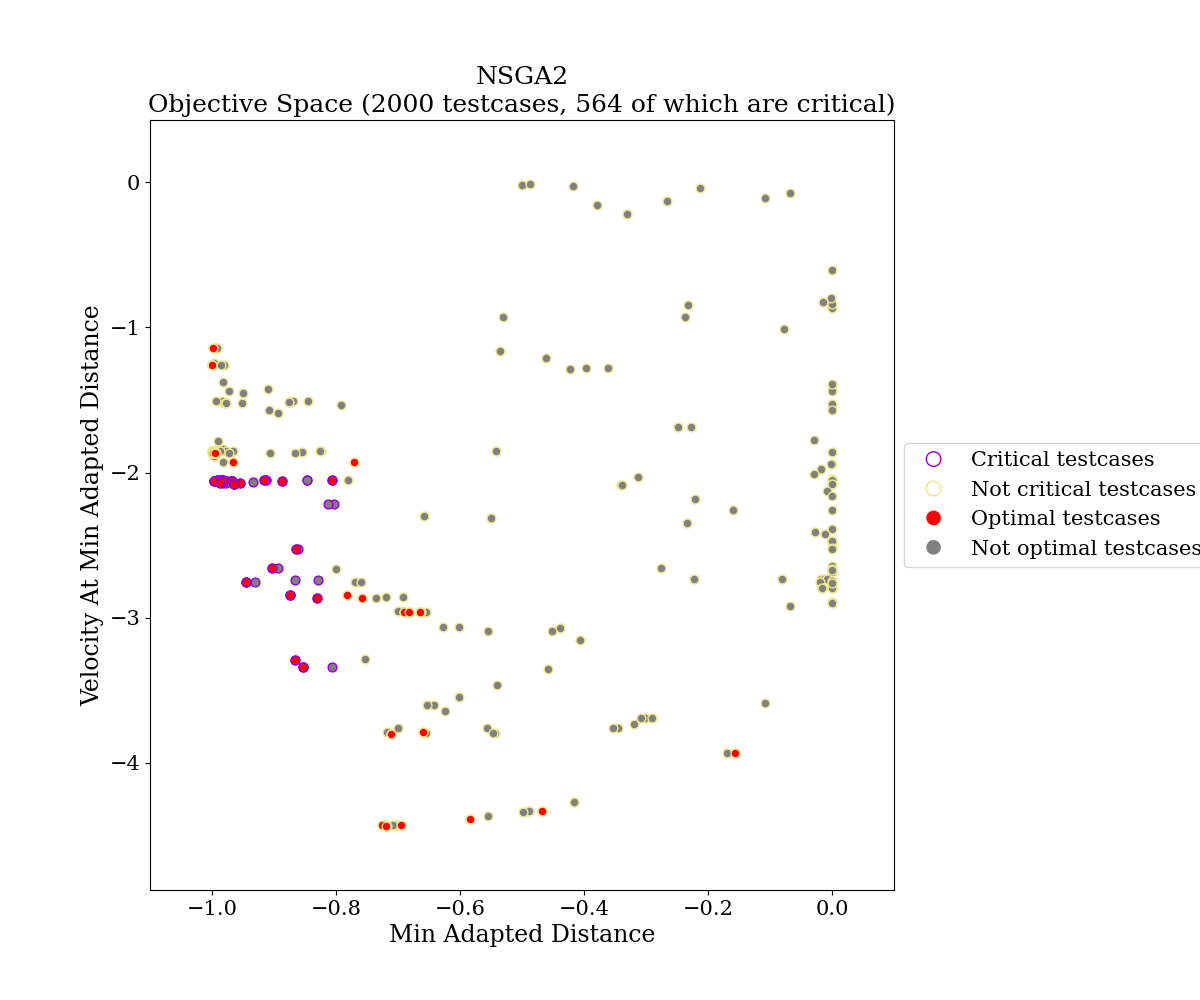 NSGA2
Objective Space (2000 testcases, 564 of which are critical)
0
−1
−2
−3
−4
Velocity At Min Adapted Distance
−1.0
−0.8
−0.6
−0.4
−0.2
0.0
Min Adapted Distance
Critical testcases
Not critical testcases
Optimal testcases
Not optimal testcases